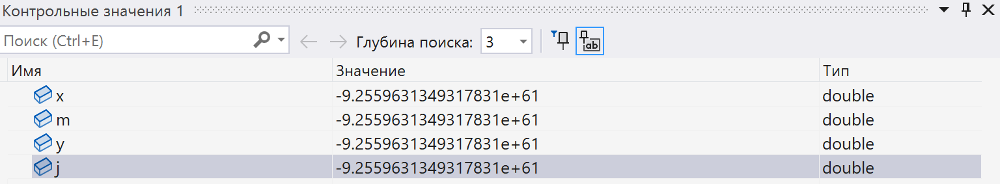 Контрольные значения 1
Поиск (Ctrl+E) Глубина поиска: 3
Имя Значение Тип
x -9.2559631349317831e+61 double
m -9.2559631349317831e+61 double
y -9.2559631349317831e+61 double
j -9.2559631349317831e+61 double